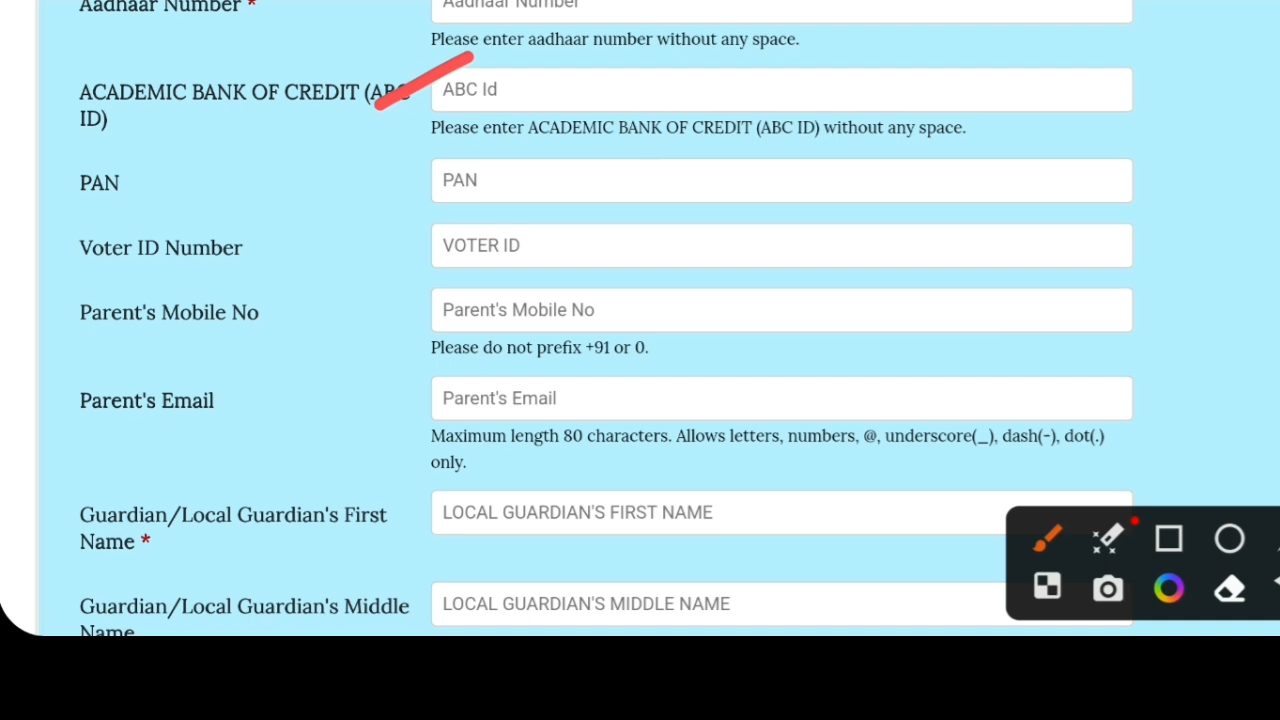 Aadhaar Number *
Aadhaar Number
Please enter aadhaar number without any space.
ACADEMIC BANK OF CREDIT (ABC
ID)
ABC Id
Please enter ACADEMIC BANK OF CREDIT (ABC ID) without any space.
PAN
PAN
Voter ID Number
VOTER ID
Parent's Mobile No
Parent's Mobile No
Please do not prefix +91 or 0.
Parent's Email
Parent's Email
Maximum length 80 characters. Allows letters, numbers, @, underscore(_), dash(-), dot(.)
only.
Guardian/Local Guardian's First
Name *
LOCAL GUARDIAN'S FIRST NAME
Guardian/Local Guardian's Middle
Name
LOCAL GUARDIAN'S MIDDLE NAME